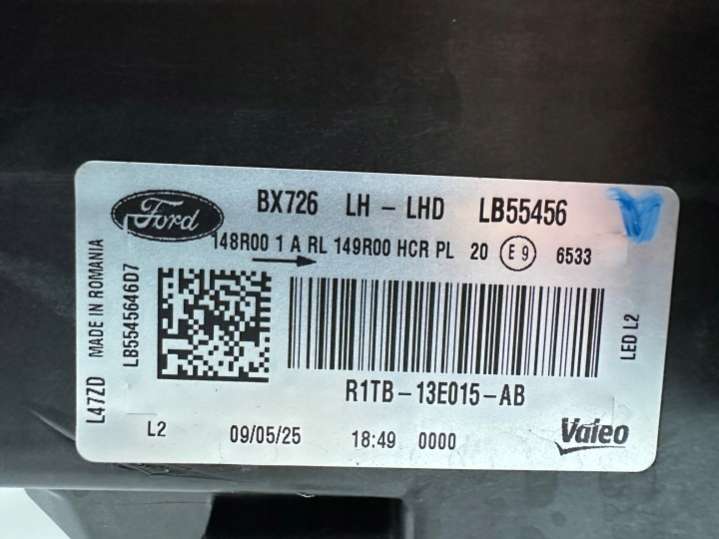 Ford BX726 LH - LHD LB55456
148R00 1 A RL 149R00 HCR PL 20 E 9 6533
L47ZD MADE IN ROMANIA
LB5545646D7
LED L2
R1TB-13E015-AB
L2 09/05/25 18:49 0000 Valeo